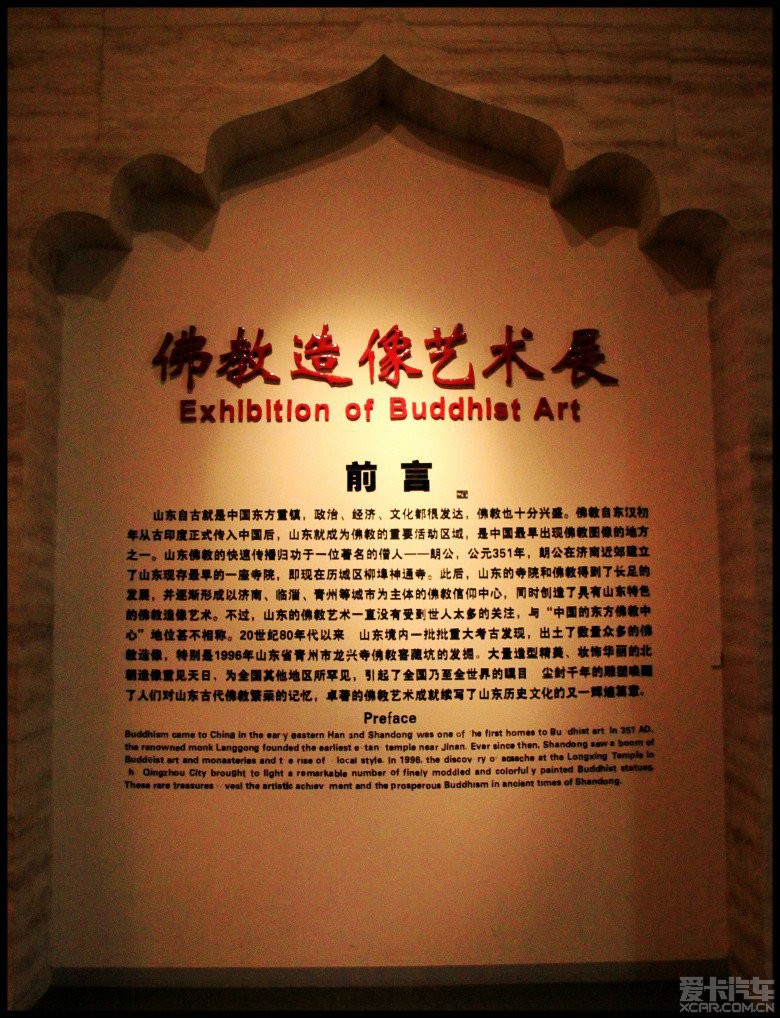 佛教造像艺术展
Exhibition of Buddhist Art
前言
山东自古就是中国东方重镇，政治、经济、文化都很发达，佛教也十分兴盛。佛教自东汉初
年从古印度正式传入中国后，山东就成为佛教的重要活动区域，是中国最早出现佛教图像的地方
之一。山东佛教的快速传播归功于一位著名的僧人——朗公，公元351年，朗公在济南近郊建立
了山东现存最早的一座寺院，即现在历城区柳埠神通寺。此后，山东的寺院和佛教得到了长足的
发展，并逐渐形成以济南、临淄、青州等城市为主体的佛教信仰中心，同时创造了具有山东特色
的佛教造像艺术。不过，山东的佛教艺术一直没有受到世人太多的关注，与“中国的东方佛教中
心”地位甚不相称。20世纪80年代以来 山东境内一批批重大考古发现，出土了数量众多的佛
教造像，特别是1996年山东省青州市龙兴寺佛教窖藏坑的发掘。大量造型精美、妆饰华丽的北
朝造像重见天日、为全国其他地区所罕见，引起了全国乃至全世界的瞩目 尘封千年的雕塑唤醒
了人们对山东古代佛教繁荣的记忆，卓著的佛教艺术成就续写了山东历史文化的又一辉煌篇章。
Preface
Buddhism came to China in the ear y eastern Han and Shandong was one of he first homes to Bu dhist art In 351 AD,
the renowned monk Langgong founded the earliest e tan temple near Jinan. Ever since then, Shandong saw a boom of
Buddeist art and monasteries and t e rise of local style. In 1996, the discov ry o cache at the Longxing Temple in
h Qingzhou City brought to light a remarkable number of finely moddled and colorful y painted Buddhist statues.
These rare treasures veal the artistic achiev ment and the prosperous Buddhism in ancient times of Shandong.
爱卡汽车
XCAR.COM.CN